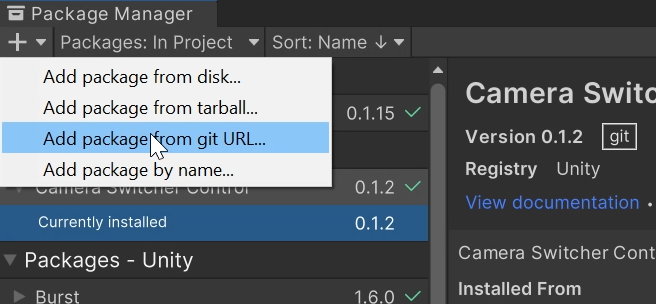 Package Manager
Packages: In Project
Sort: Name ↓
Add package from disk...
Add package from tarball...
Add package from git URL...
Add package by name...
0.1.15
Camera Switcher Control
0.1.2
Currently installed
0.1.2
Packages - Unity
Burst
1.6.0
Camera Switc
Version 0.1.2
git
Registry Unity
View documentation •
Camera Switcher Cont
Installed From